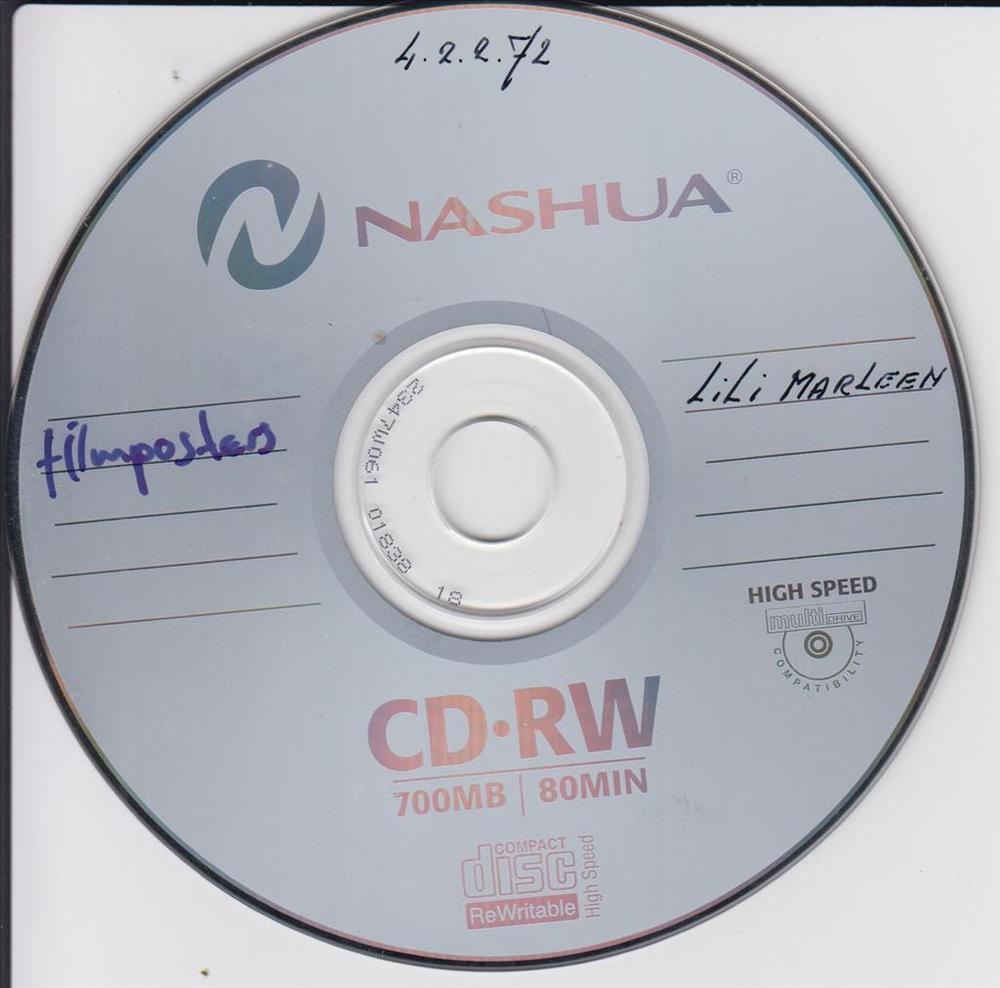 4.2.2.72
NASHUA®
LiLi MARLEEN
filmposters
2347MW061 01838 18
HIGH SPEED
multi DRIVE
COMPATIBILITY
CD·RW
700MB | 80MIN
COMPACT
disc
ReWritable
High Speed